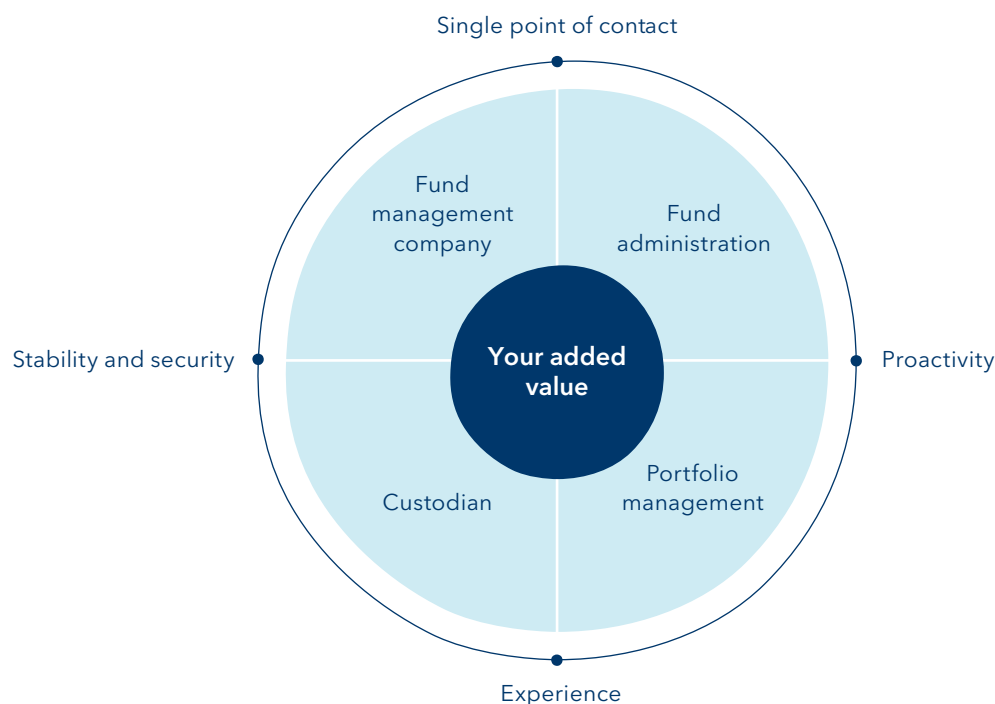 Single point of contact
Fund
management
company
Fund
administration
Stability and security
Your added
value
Proactivity
Custodian
Portfolio
management
Experience